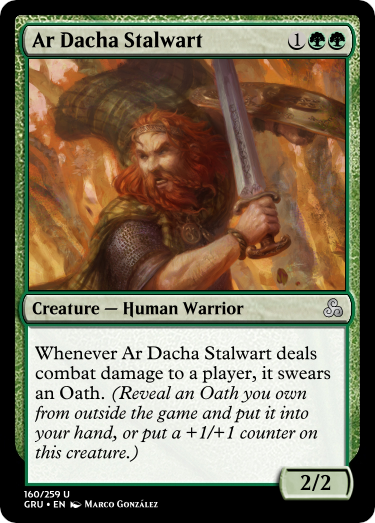 Ar Dacha Stalwart 1
Creature — Human Warrior
Whenever Ar Dacha Stalwart deals
combat damage to a player, it swears
an Oath. (Reveal an Oath you own
from outside the game and put it into
your hand, or put a +1/+1 counter on
this creature.)
2/2
160/259 U
GRU • EN Marco González